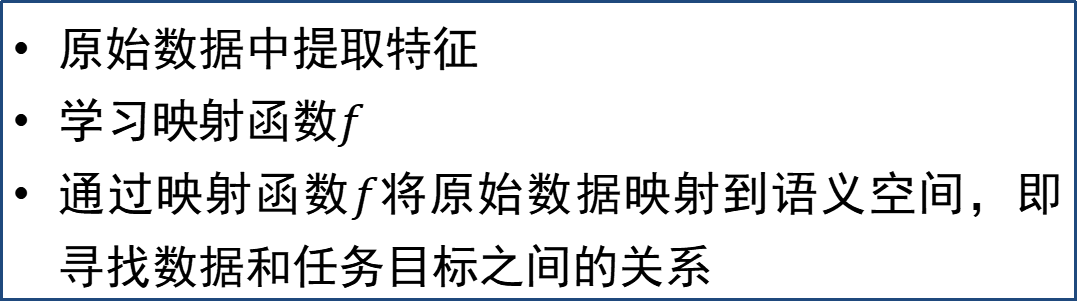 • 原始数据中提取特征
• 学习映射函数f
• 通过映射函数f将原始数据映射到语义空间，即
寻找数据和任务目标之间的关系